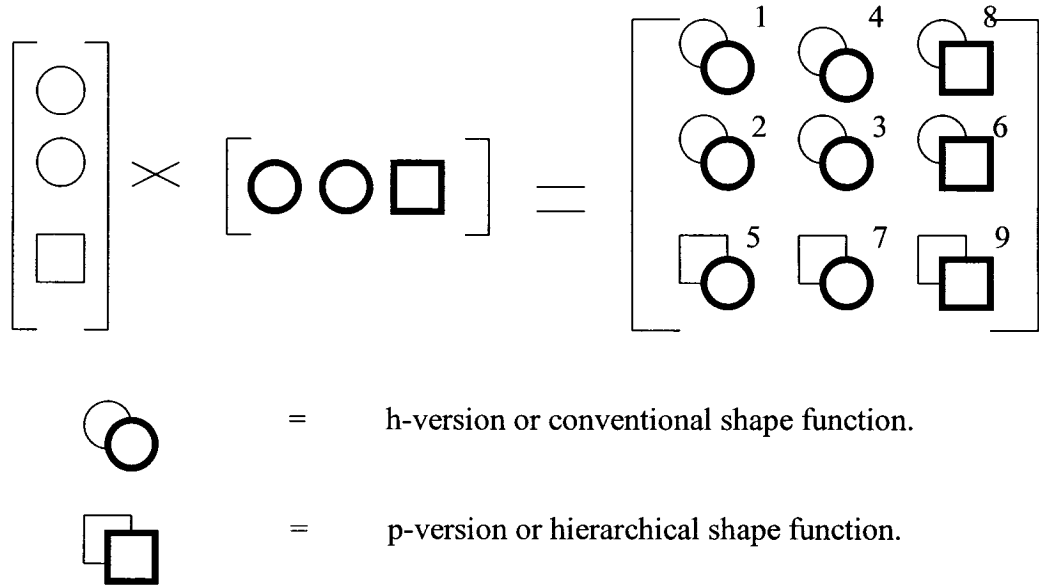 1 4 8
2 3 6
5 7 9
= h-version or conventional shape function.
= p-version or hierarchical shape function.